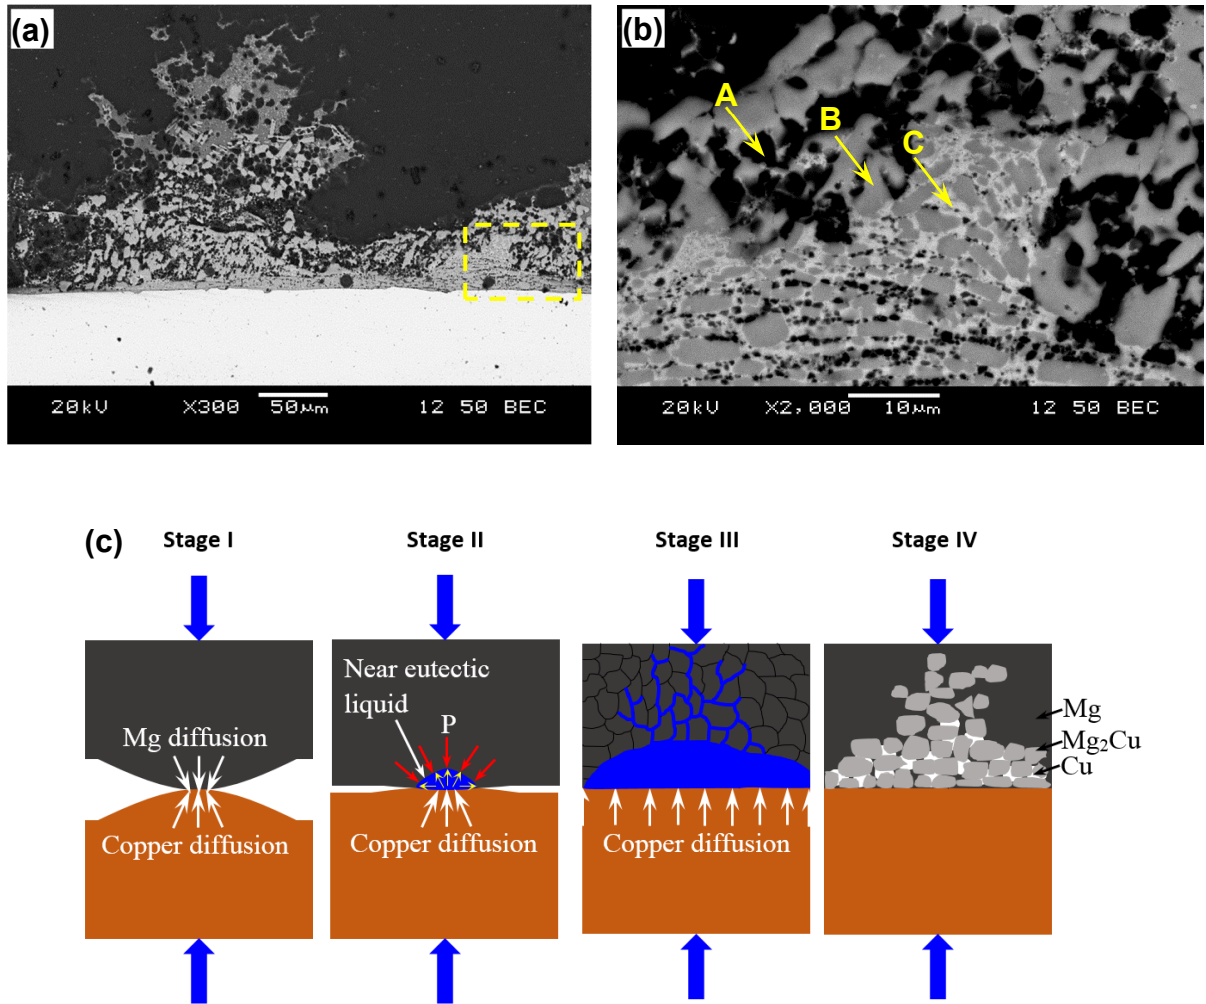 (a)
20kV X300 50μm 12 50 BEC
(b)
A
B
C
20kV X2,000 10μm 12 50 BEC
(c)
Stage I
Stage II
Stage III
Stage IV
Mg diffusion
Copper diffusion
Near eutectic
liquid
P
Copper diffusion
Copper diffusion
Mg
Mg₂Cu
Cu